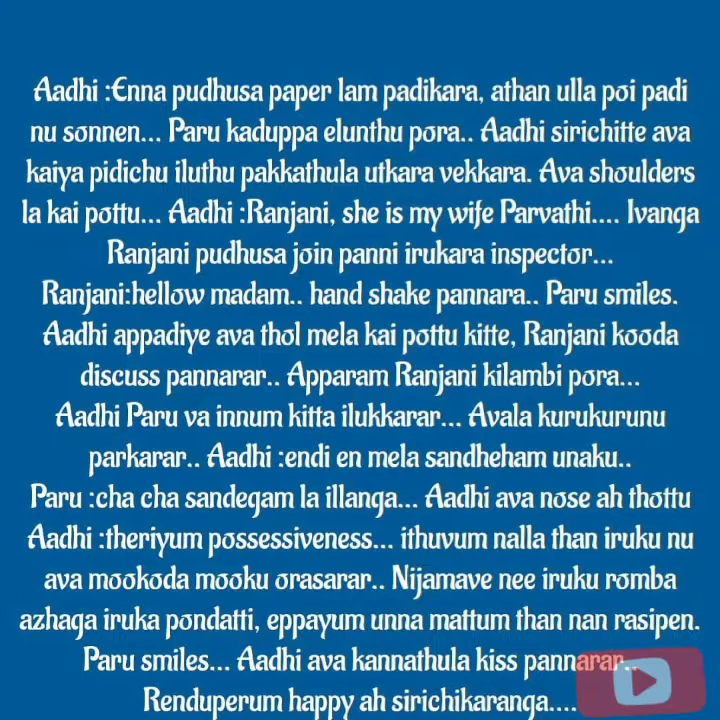 Aadhi :Enna pudhusa paper lam padikara, athan ulla poi padi
nu sonnen... Paru kaduppa elunthu pora.. Aadhi sirichitte ava
kaiya pidichu iluthu pakkathula utkara vekkara. Ava shoulders
la kai pottu... Aadhi :Ranjani, she is my wife Parvathi.... Ivanga
Ranjani pudhusa join panni irukara inspector...
Ranjani:hellow madam.. hand shake pannara.. Paru smiles.
Aadhi appadiye ava thol mela kai pottu kitte, Ranjani kooda
discuss pannarar.. Apparam Ranjani kilambi pora...
Aadhi Paru va innum kitta ilukkarar... Avala kurukurunu
parkarar.. Aadhi :endi en mela sandheham unaku..
Paru :cha cha sandegam la illanga... Aadhi ava nose ah thottu
Aadhi :theriyum possessiveness... ithuvum nalla than iruku nu
ava mookoda mooku orasarar.. Nijamave nee iruku romba
azhaga iruka pondatti, eppayum unna mattum than nan rasipen.
Paru smiles... Aadhi ava kannathula kiss pannarar..
Renduperum happy ah sirichikaranga....